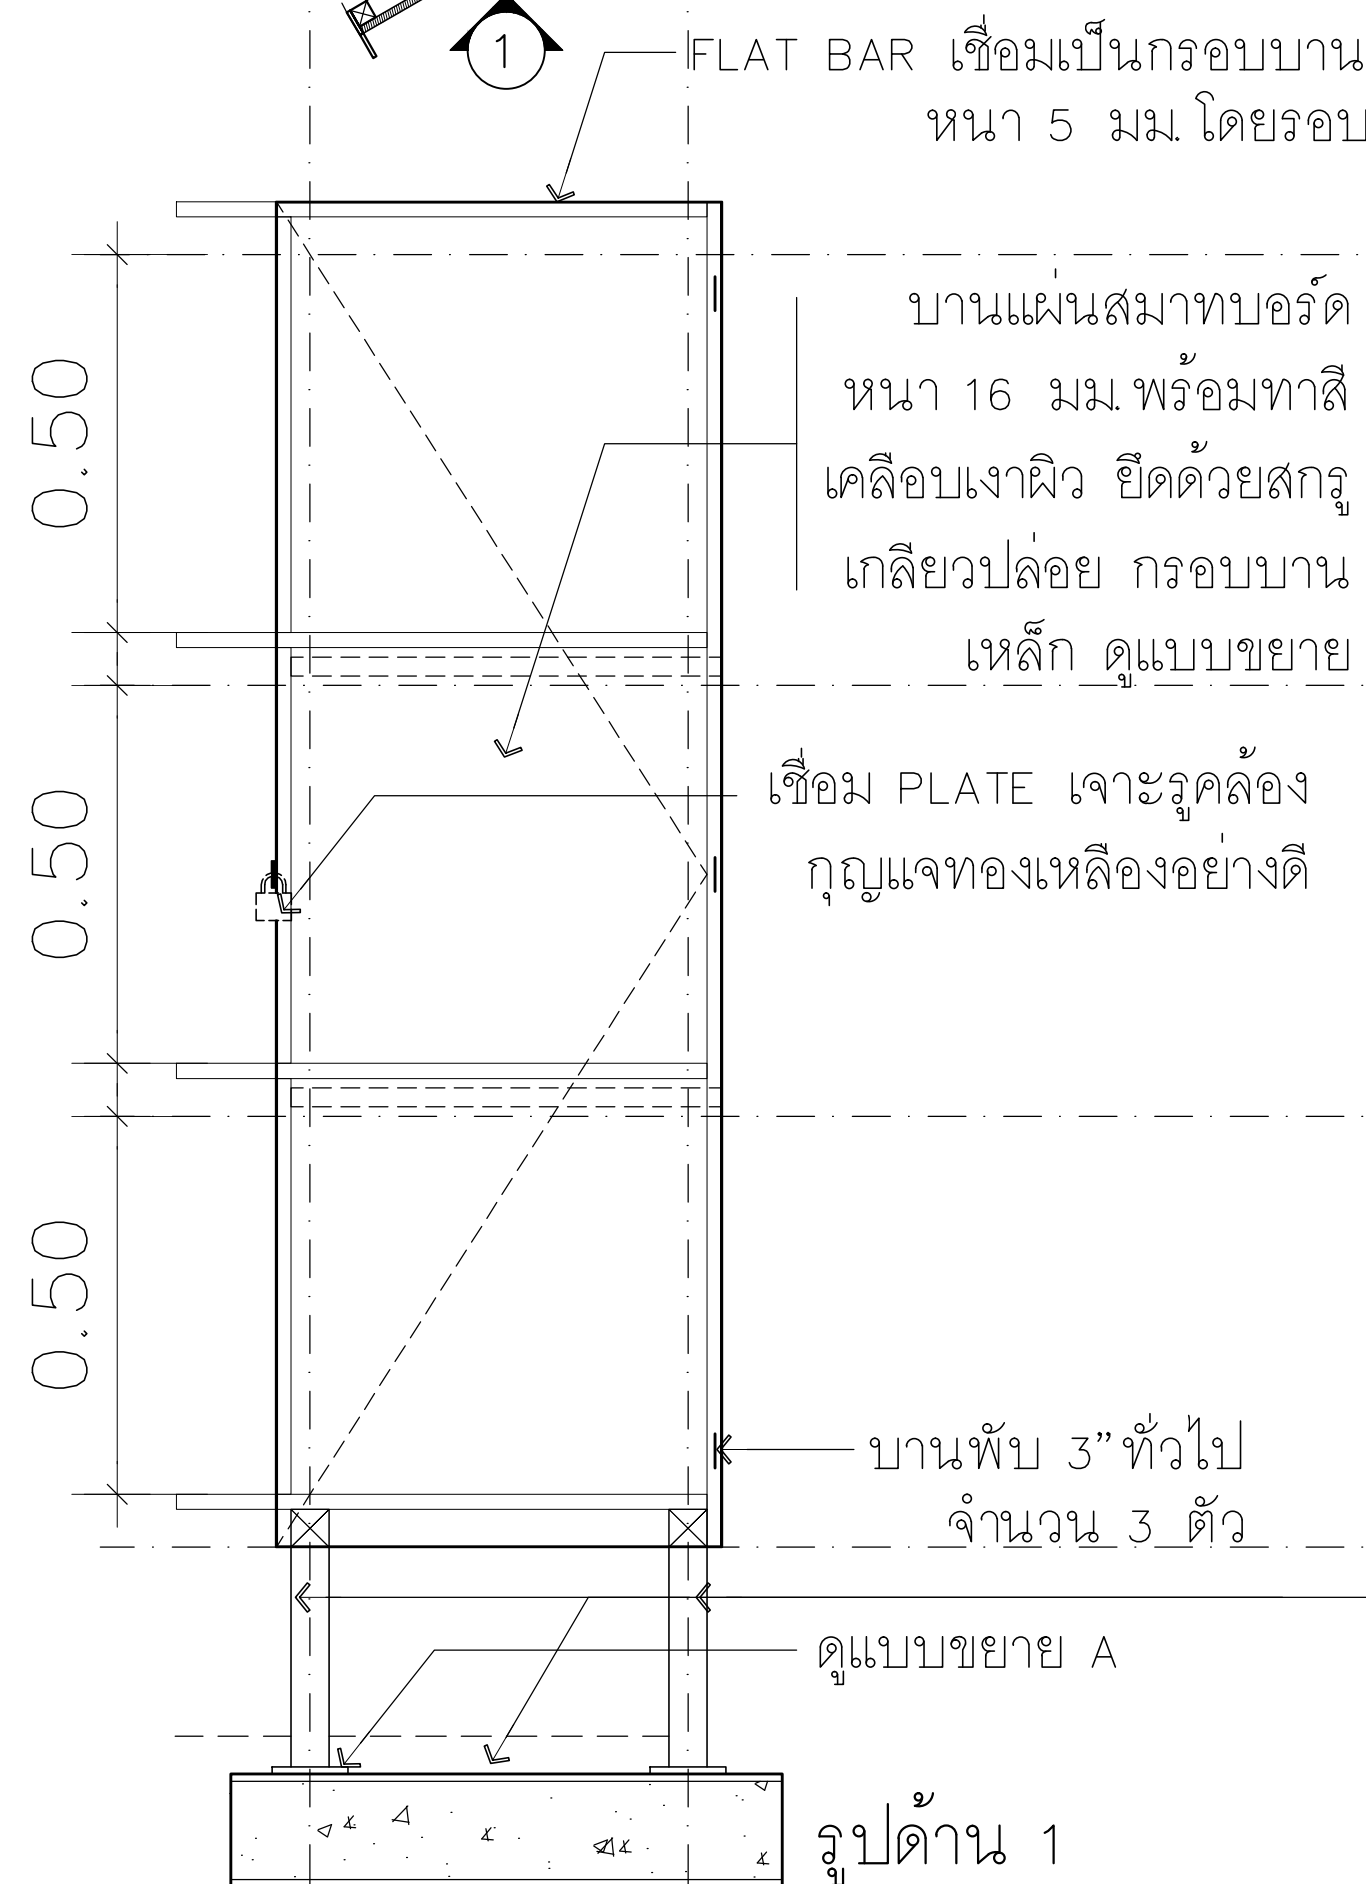 1
FLAT BAR เชื่อมเป็นกรอบบาน
หนา 5 มม. โดยรอบ
บานแผ่นสมาทบอร์ด
หนา 16 มม. พร้อมทาสี
เคลือบเงาผิว ยึดด้วยสกรู
เกลียวปล่อย กรอบบาน
เหล็ก ดูแบบขยาย
0.50
เชื่อม PLATE เจาะรูคล้อง
กุญแจทองเหลืองอย่างดี
0.50
0.50
บานพับ 3" ทั่วไป
จำนวน 3 ตัว
ดูแบบขยาย A
รูปด้าน 1